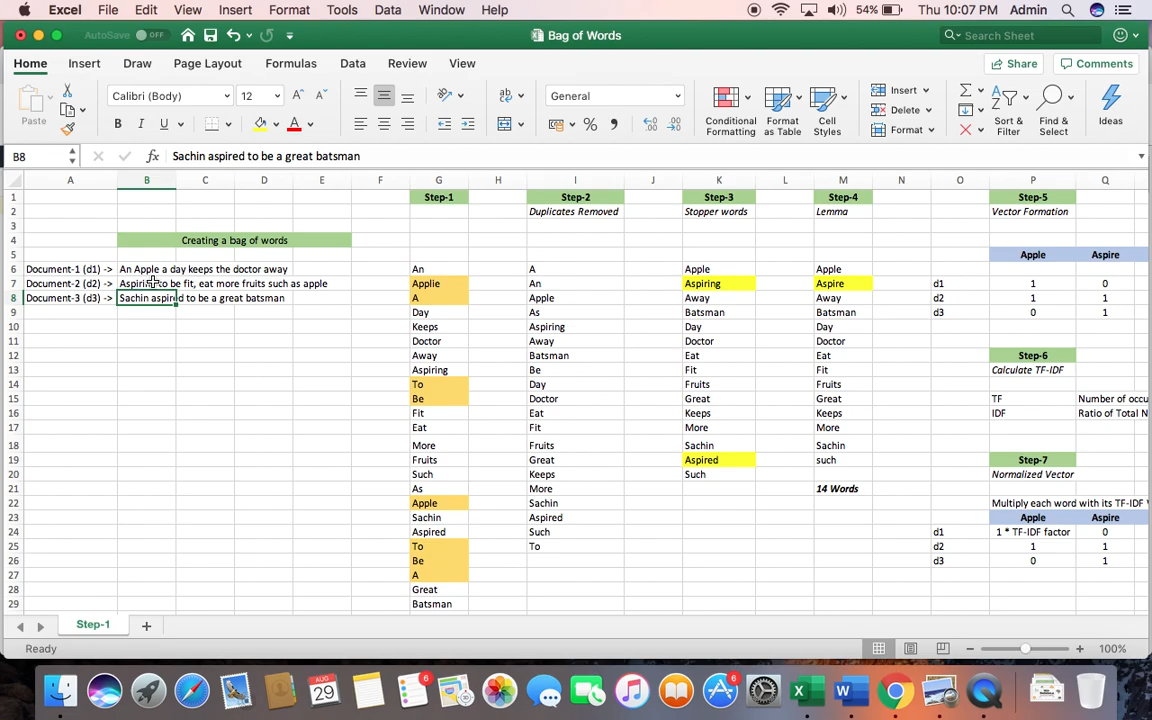 Excel File Edit View Insert Format Tools Data Window Help 54% Thu 10:07 PM Admin
AutoSave OFF Bag of Words Search Sheet
Home Insert Draw Page Layout Formulas Data Review View Share Comments
Paste Calibri (Body) 12 A A ab General Conditional Formatting Format as Table Cell Styles Insert Delete Format Sort & Filter Find & Select Ideas
B I U A %
B8 fx Sachin aspired to be a great batsman
A B C D E F G H I J K L M N O P Q
1 Step-1 Step-2 Step-3 Step-4 Step-5
2 Duplicates Removed Stopper words Lemma Vector Formation
3
4 Creating a bag of words
5 Apple Aspire
6 Document-1 (d1) -> An Apple a day keeps the doctor away An A Apple Apple
7 Document-2 (d2) -> Aspiring to be fit, eat more fruits such as apple Applie An Aspiring Aspire d1 1 0
8 Document-3 (d3) -> Sachin aspired to be a great batsman A Apple Away Away d2 1 1
9 Day As Batsman Batsman d3 0 1
10 Keeps Aspiring Day Day
11 Doctor Away Doctor Doctor
12 Away Batsman Eat Eat Step-6
13 Aspiring Be Fit Fit Calculate TF-IDF
14 To Day Fruits Fruits
15 Be Doctor Great Great TF Number of occu
16 Fit Eat Keeps Keeps IDF Ratio of Total N
17 Eat Fit More More
18 More Fruits Sachin Sachin
19 Fruits Great Aspired such Step-7
20 Such Keeps Such Normalized Vector
21 As More 14 Words
22 Apple Sachin Multiply each word with its TF-IDF
23 Sachin Aspired Apple Aspire
24 Aspired Such d1 1 * TF-IDF factor 0
25 To To d2 1 1
26 Be d3 0 1
27 A
28 Great
29 Batsman
Step-1
Ready 100%
AUG 29 6 6